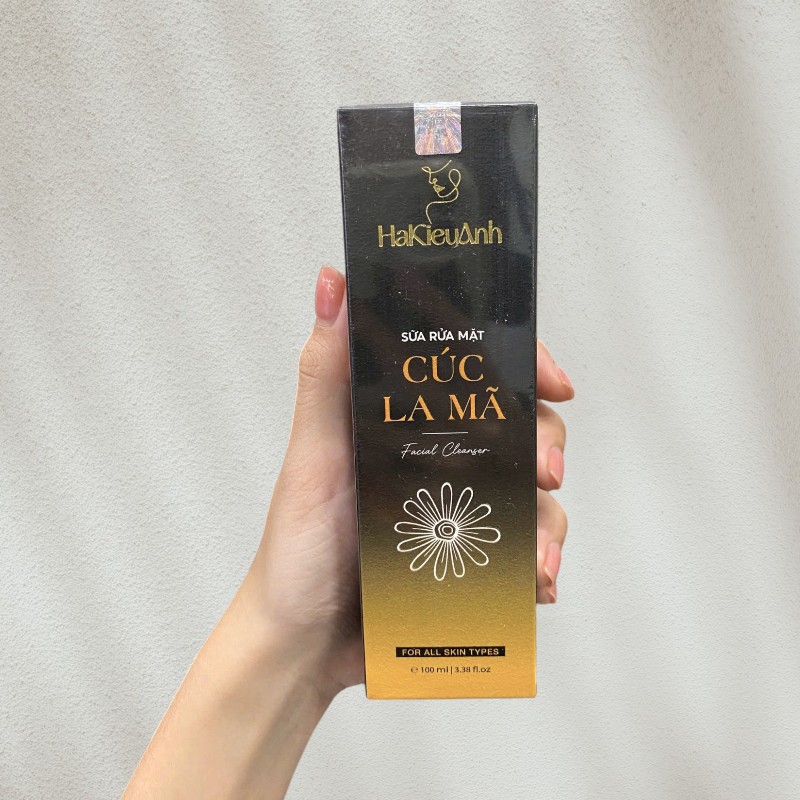 HaKieuAnh
SỮA RỬA MẶT
CÚC
LA MÃ
Facial Cleanser
FOR ALL SKIN TYPES
℮ 100 ml | 3.38 fl.oz